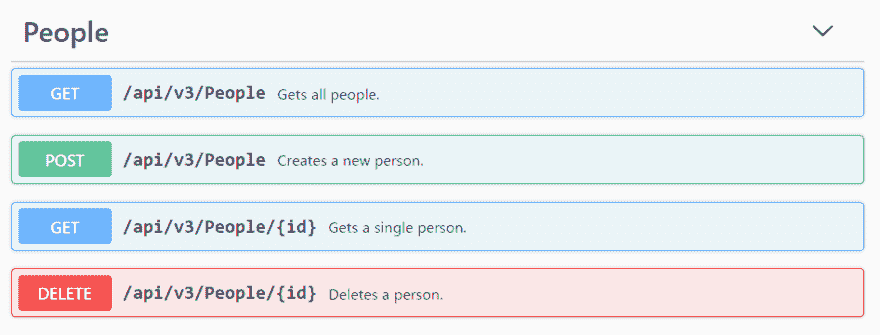 People
GET /api/v3/People Gets all people.
POST /api/v3/People Creates a new person.
GET /api/v3/People/{id} Gets a single person.
DELETE /api/v3/People/{id} Deletes a person.